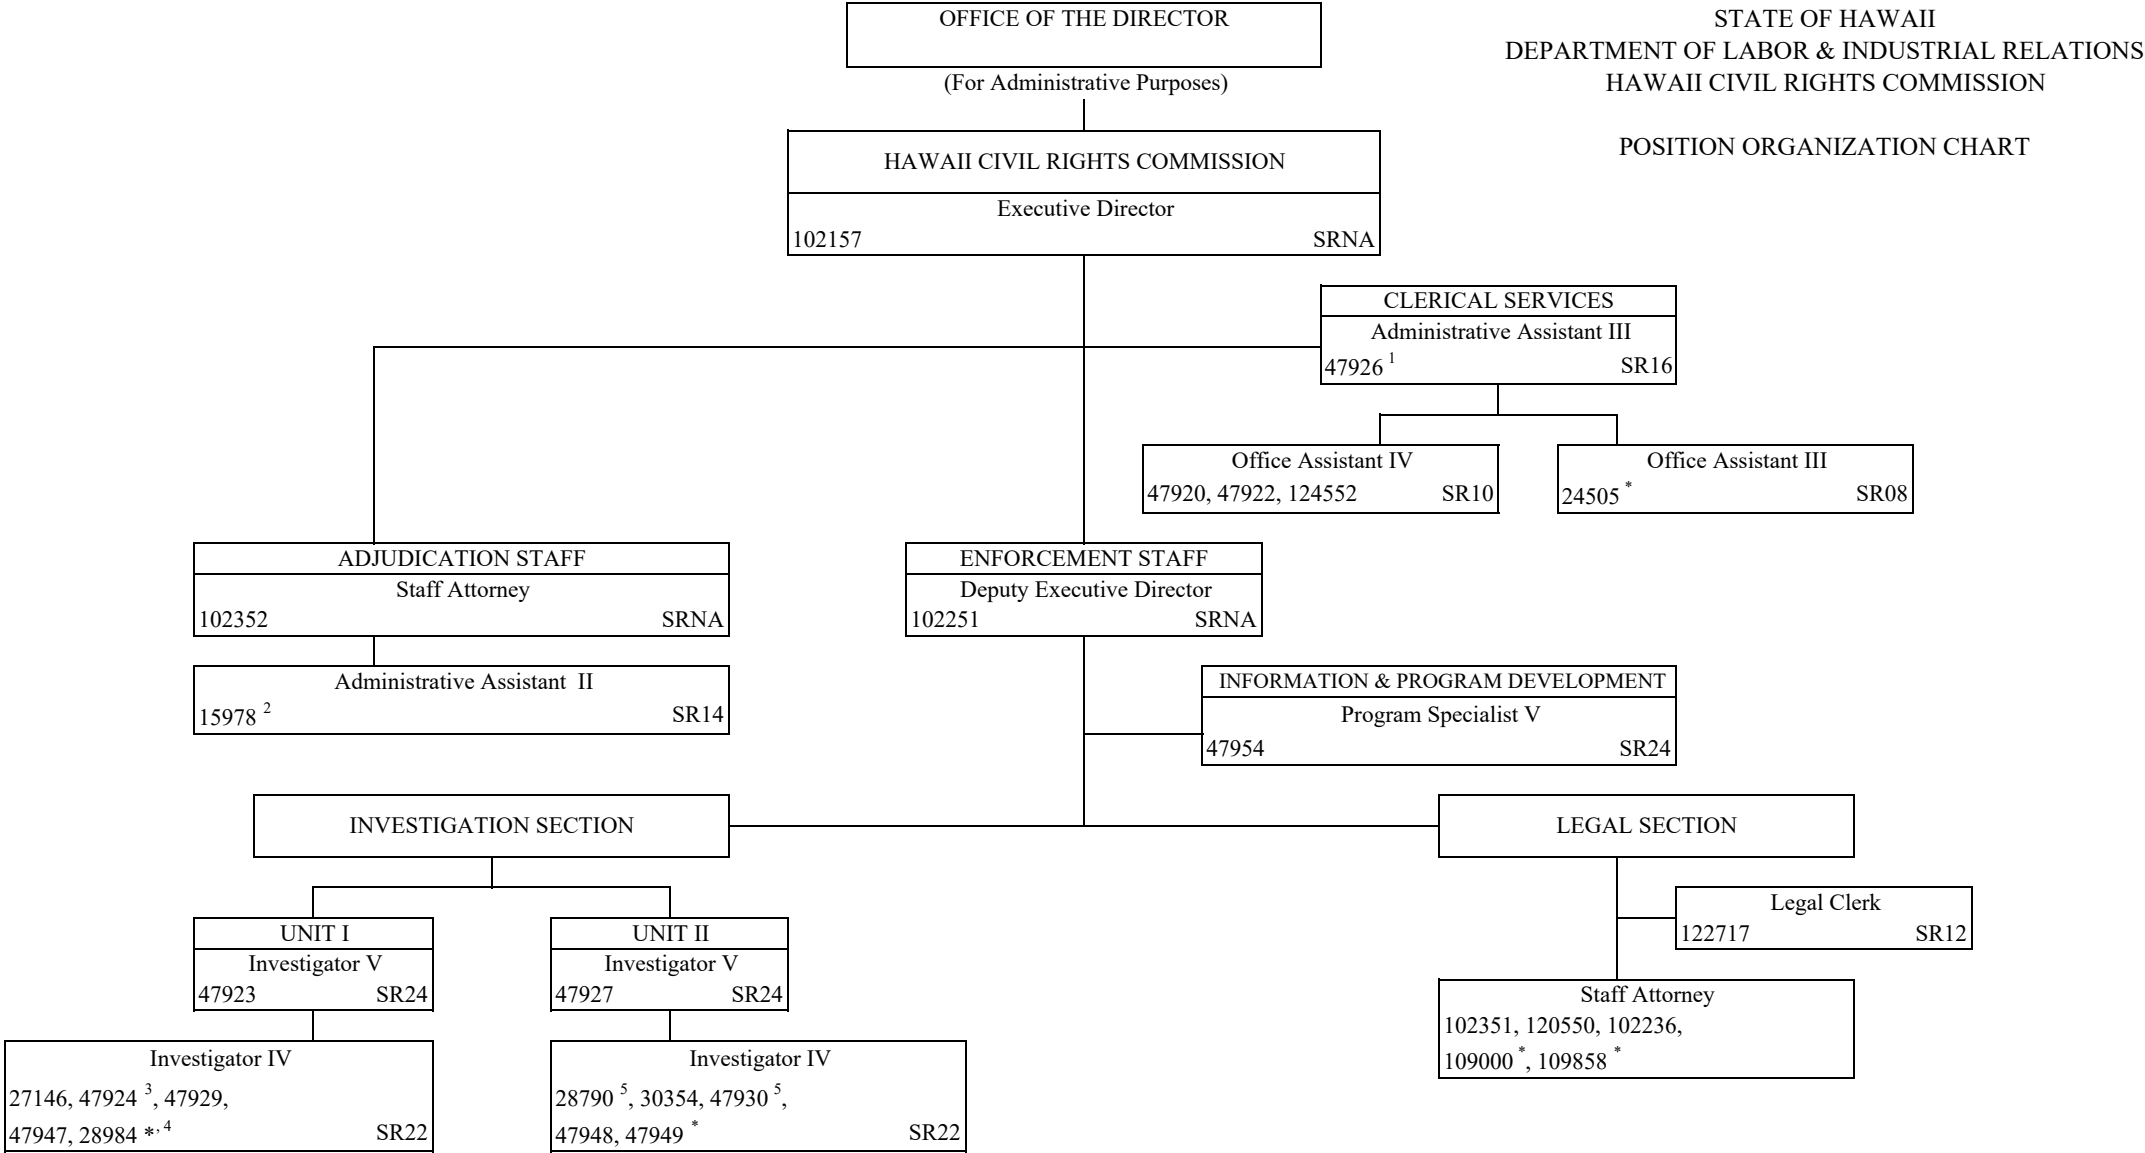 OFFICE OF THE DIRECTOR
(For Administrative Purposes)
STATE OF HAWAII
DEPARTMENT OF LABOR & INDUSTRIAL RELATIONS
HAWAII CIVIL RIGHTS COMMISSION
POSITION ORGANIZATION CHART
HAWAII CIVIL RIGHTS COMMISSION
Executive Director
102157 SRNA
CLERICAL SERVICES
Administrative Assistant III
47926 1 SR16
Office Assistant IV
47920, 47922, 124552 SR10
Office Assistant III
24505 * SR08
ADJUDICATION STAFF
Staff Attorney
102352 SRNA
Administrative Assistant II
15978 2 SR14
ENFORCEMENT STAFF
Deputy Executive Director
102251 SRNA
INFORMATION & PROGRAM DEVELOPMENT
Program Specialist V
47954 SR24
INVESTIGATION SECTION
UNIT I
Investigator V
47923 SR24
Investigator IV
27146, 47924 3, 47929,
47947, 28984 *, 4 SR22
UNIT II
Investigator V
47927 SR24
Investigator IV
28790 5, 30354, 47930 5,
47948, 47949 * SR22
LEGAL SECTION
Legal Clerk
122717 SR12
Staff Attorney
102351, 120550, 102236,
109000 *, 109858 *